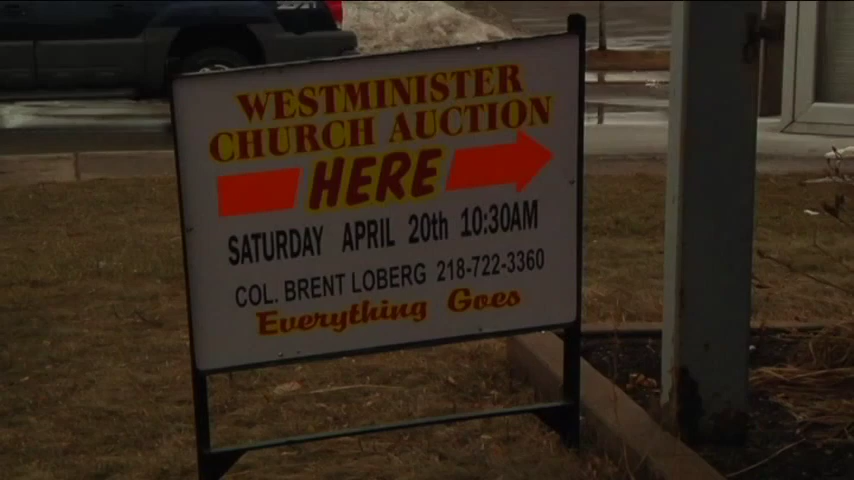 WESTMINISTER
CHURCH AUCTION
HERE
SATURDAY APRIL 20th 10:30AM
COL. BRENT LOBERG 218-722-3360
Everything Goes